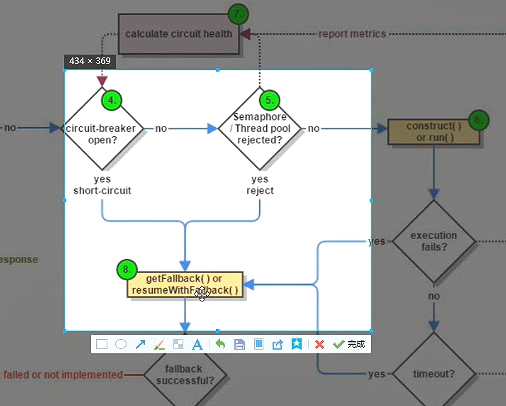 7.
calculate circuit health
report metrics
434 × 369
4.
5.
6.
no
circuit-breaker
open?
no
Semaphore
/ Thread pool
rejected?
no
construct( )
or run( )
yes
short-circuit
yes
reject
yes
execution
fails?
esponse
8.
getFallback( ) or
resumeWithFallback( )
no
完成
failed or not implemented
fallback
successful?
yes
timeout?